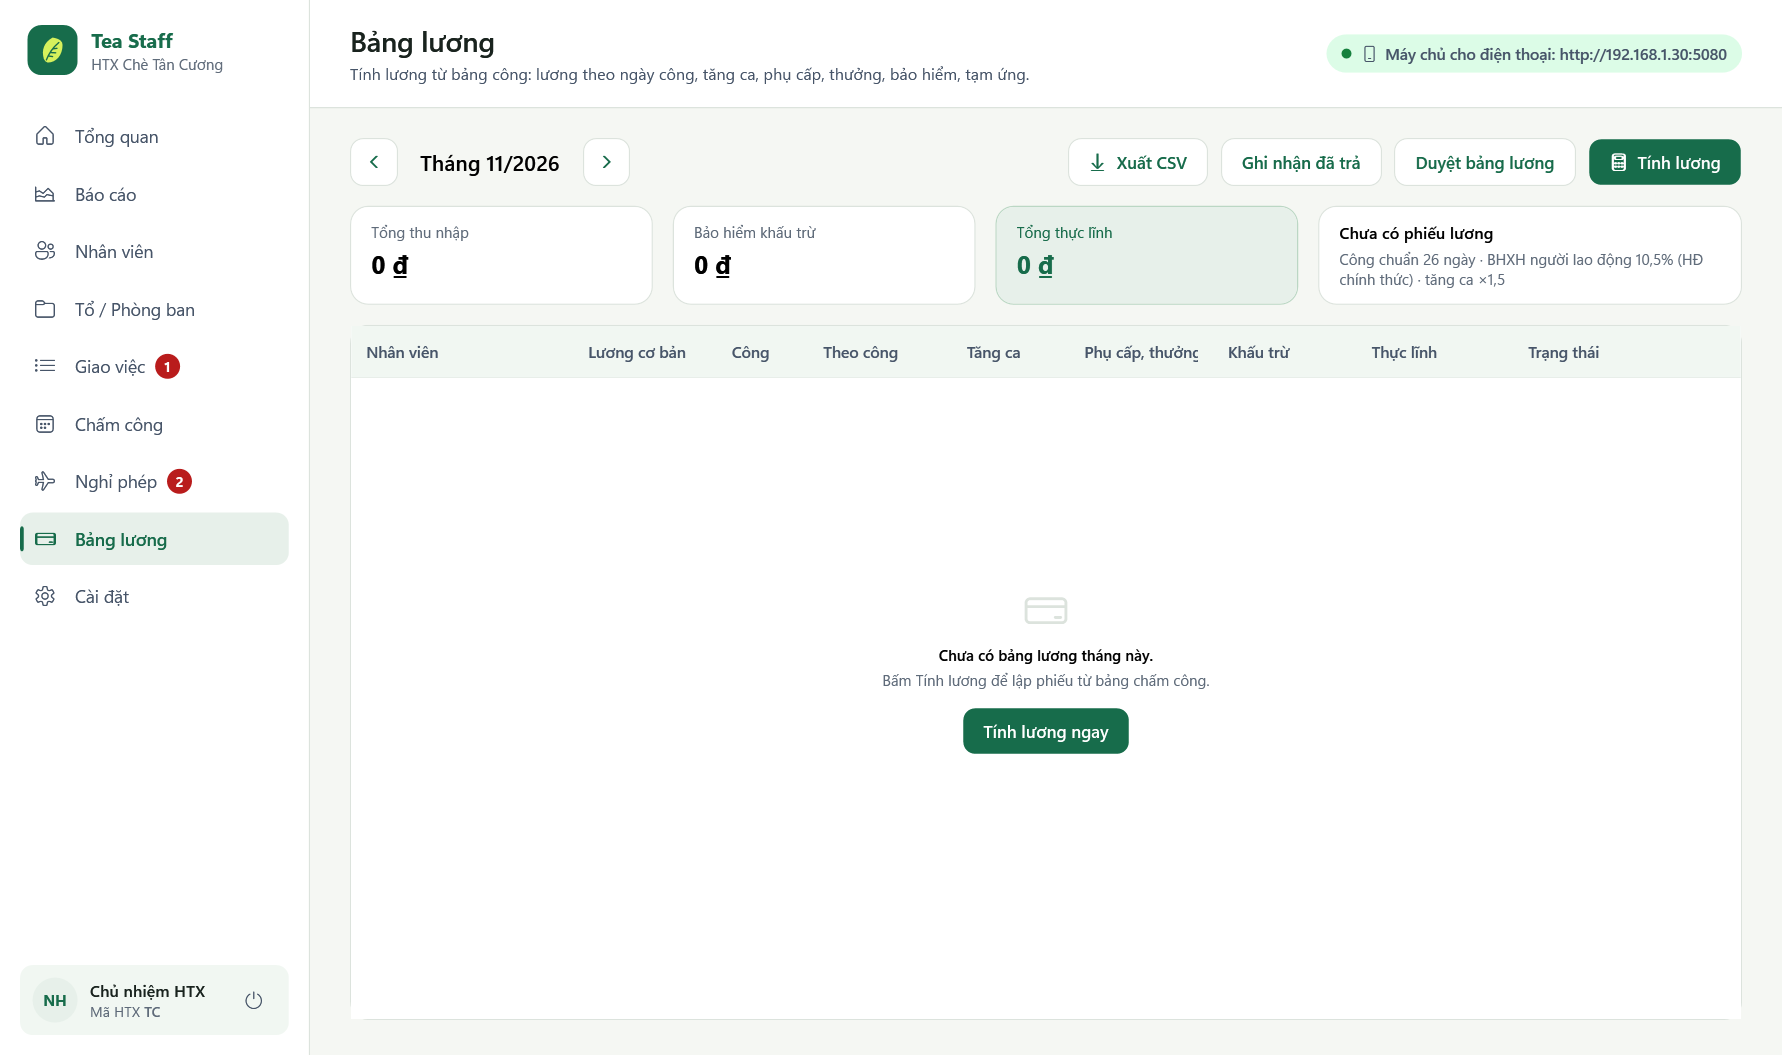 Tea Staff
HTX Chè Tân Cương
Tổng quan
Báo cáo
Nhân viên
Tổ / Phòng ban
Giao việc 1
Chấm công
Nghỉ phép 2
Bảng lương
Cài đặt
NH
Chủ nhiệm HTX
Mã HTX TC
Bảng lương
Tính lương từ bảng công: lương theo ngày công, tăng ca, phụ cấp, thưởng, bảo hiểm, tạm ứng.
Máy chủ cho điện thoại: http://192.168.1.30:5080
Tháng 11/2026
Xuất CSV
Ghi nhận đã trả
Duyệt bảng lương
Tính lương
Tổng thu nhập
0 ₫
Bảo hiểm khấu trừ
0 ₫
Tổng thực lĩnh
0 ₫
Chưa có phiếu lương
Công chuẩn 26 ngày · BHXH người lao động 10,5% (HĐ
chính thức) · tăng ca ×1,5
Nhân viên Lương cơ bản Công Theo công Tăng ca Phụ cấp, thưởng Khấu trừ Thực lĩnh Trạng thái
Chưa có bảng lương tháng này.
Bấm Tính lương để lập phiếu từ bảng chấm công.
Tính lương ngay